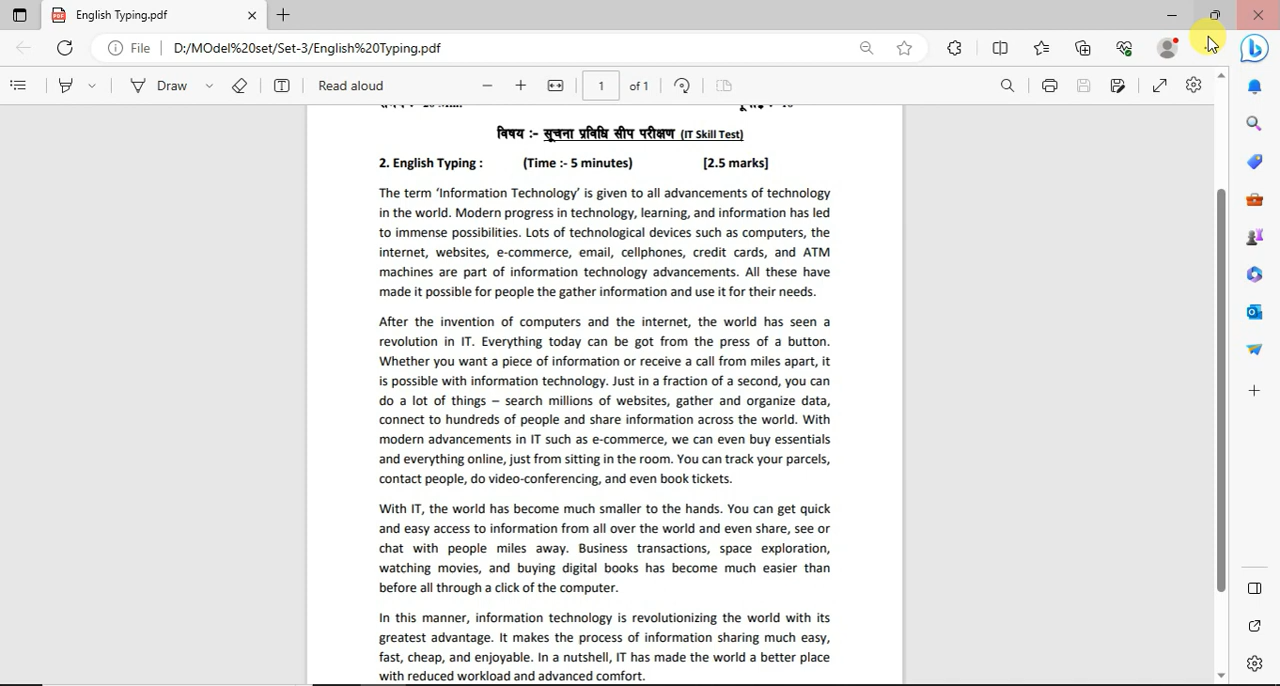 English Typing.pdf
File D:/MOdel%20set/Set-3/English%20Typing.pdf
Draw Read aloud 1 of 1
विषय :- सूचना प्रविधि सीप परीक्षण (IT Skill Test)
2. English Typing : (Time :- 5 minutes) [2.5 marks]
The term ‘Information Technology’ is given to all advancements of technology
in the world. Modern progress in technology, learning, and information has led
to immense possibilities. Lots of technological devices such as computers, the
internet, websites, e-commerce, email, cellphones, credit cards, and ATM
machines are part of information technology advancements. All these have
made it possible for people the gather information and use it for their needs.
After the invention of computers and the internet, the world has seen a
revolution in IT. Everything today can be got from the press of a button.
Whether you want a piece of information or receive a call from miles apart, it
is possible with information technology. Just in a fraction of a second, you can
do a lot of things – search millions of websites, gather and organize data,
connect to hundreds of people and share information across the world. With
modern advancements in IT such as e-commerce, we can even buy essentials
and everything online, just from sitting in the room. You can track your parcels,
contact people, do video-conferencing, and even book tickets.
With IT, the world has become much smaller to the hands. You can get quick
and easy access to information from all over the world and even share, see or
chat with people miles away. Business transactions, space exploration,
watching movies, and buying digital books has become much easier than
before all through a click of the computer.
In this manner, information technology is revolutionizing the world with its
greatest advantage. It makes the process of information sharing much easy,
fast, cheap, and enjoyable. In a nutshell, IT has made the world a better place
with reduced workload and advanced comfort.